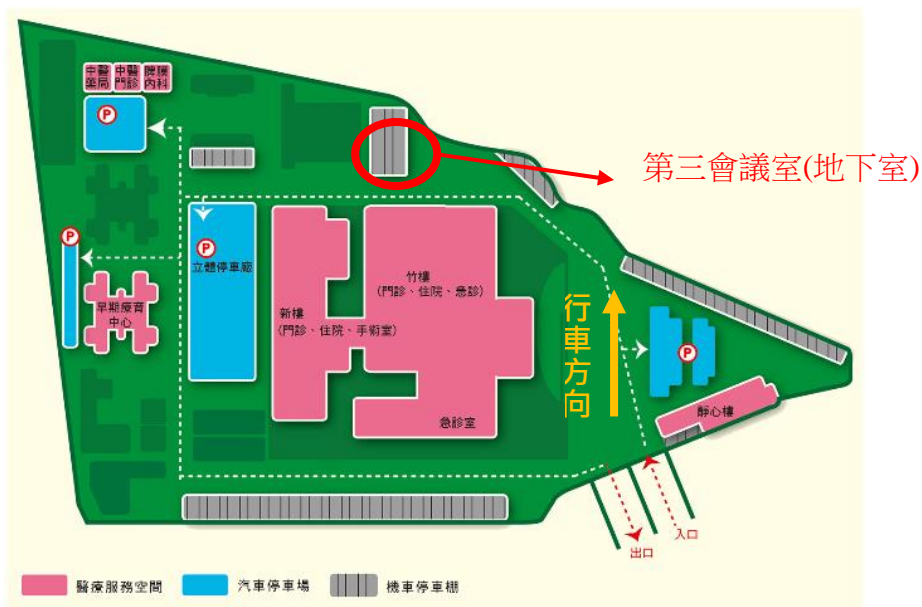 中醫藥局
中醫門診
脾胰內科
P
第三會議室(地下室)
P
P
立體停車廠
早期療育
中心
新樓
(門診、住院、手術室)
竹樓
(門診、住院、急診)
急診室
行車方向
P
靜心樓
入口
出口
醫療服務空間
汽車停車場
機車停車棚